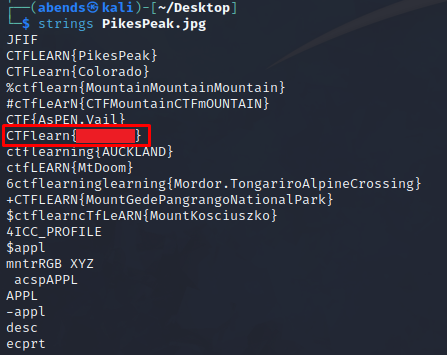 ┌──(abends㉿kali)-[~/Desktop]
└─$ strings PikesPeak.jpg
JFIF
CTFLEARN{PikesPeak}
CTFLearn{Colorado}
%ctflearn{MountainMountainMountain}
#cTfLeArN{CTFMountainCTFmOUNTAIN}
CTF{AsPEN.Vail}
CTFlearn{}
ctflearning{AUCKLAND}
ctfLEARN{MtDoom}
6ctflearninglearning{Mordor.TongariroAlpineCrossing}
+CTFLEARN{MountGedePangrangoNationalPark}
$ctflearncTfLeARN{MountKosciuszko}
4ICC_PROFILE
$appl
mntrRGB XYZ
 acspAPPL
APPL
-appl
desc
ecprt